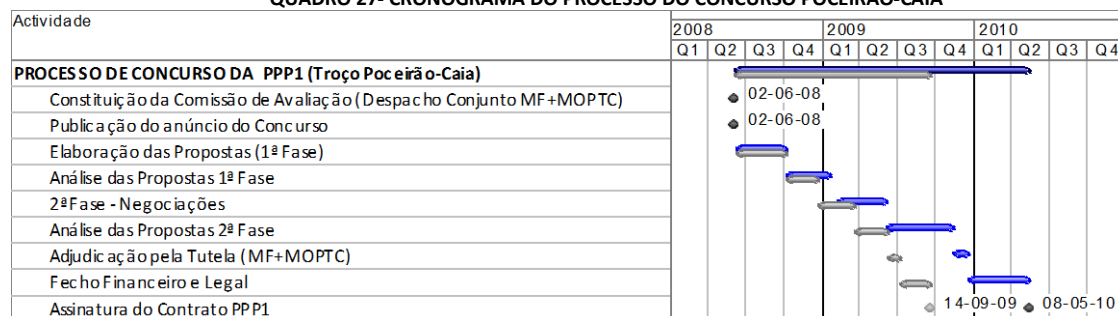 QUADRO 27- CRONOGRAMA DO PROCESSO DO CONCURSO POCEIRÃO-CAIA
Actividade
2008 2009 2010
Q1 Q2 Q3 Q4 Q1 Q2 Q3 Q4 Q1 Q2 Q3 Q4
PROCESSO DE CONCURSO DA PPP1 (Troço Poceirão-Caia)
Constituição da Comissão de Avaliação (Despacho Conjunto MF+MOPTC) 02-06-08
Publicação do anúncio do Concurso 02-06-08
Elaboração das Propostas (1ª Fase)
Análise das Propostas 1ª Fase
2ª Fase - Negociações
Análise das Propostas 2ª Fase
Adjudicação pela Tutela (MF+MOPTC)
Fecho Financeiro e Legal
Assinatura do Contrato PPP1 14-09-09 08-05-10